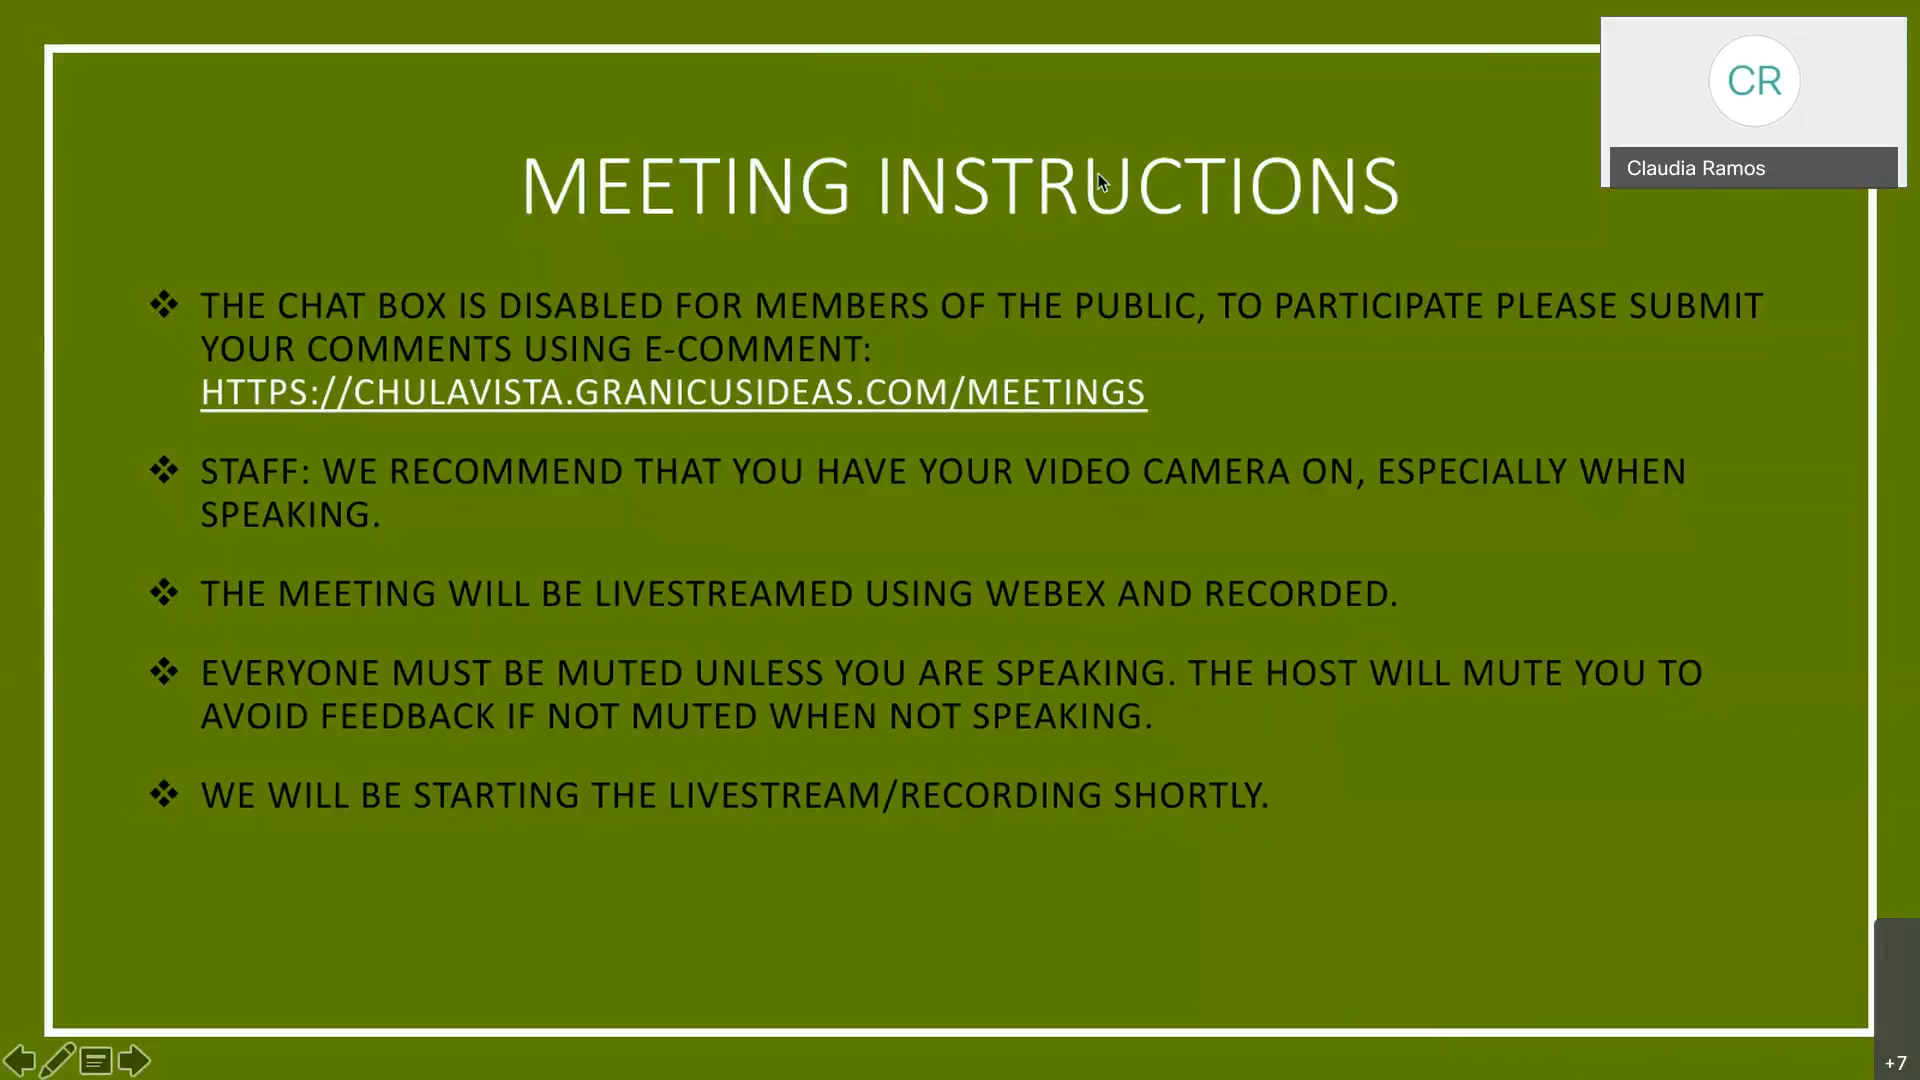 CR
Claudia Ramos
MEETING INSTRUCTIONS
THE CHAT BOX IS DISABLED FOR MEMBERS OF THE PUBLIC, TO PARTICIPATE PLEASE SUBMIT
YOUR COMMENTS USING E-COMMENT:
HTTPS://CHULAVISTA.GRANICUSIDEAS.COM/MEETINGS
STAFF: WE RECOMMEND THAT YOU HAVE YOUR VIDEO CAMERA ON, ESPECIALLY WHEN
SPEAKING.
THE MEETING WILL BE LIVESTREAMED USING WEBEX AND RECORDED.
EVERYONE MUST BE MUTED UNLESS YOU ARE SPEAKING. THE HOST WILL MUTE YOU TO
AVOID FEEDBACK IF NOT MUTED WHEN NOT SPEAKING.
WE WILL BE STARTING THE LIVESTREAM/RECORDING SHORTLY.
+7